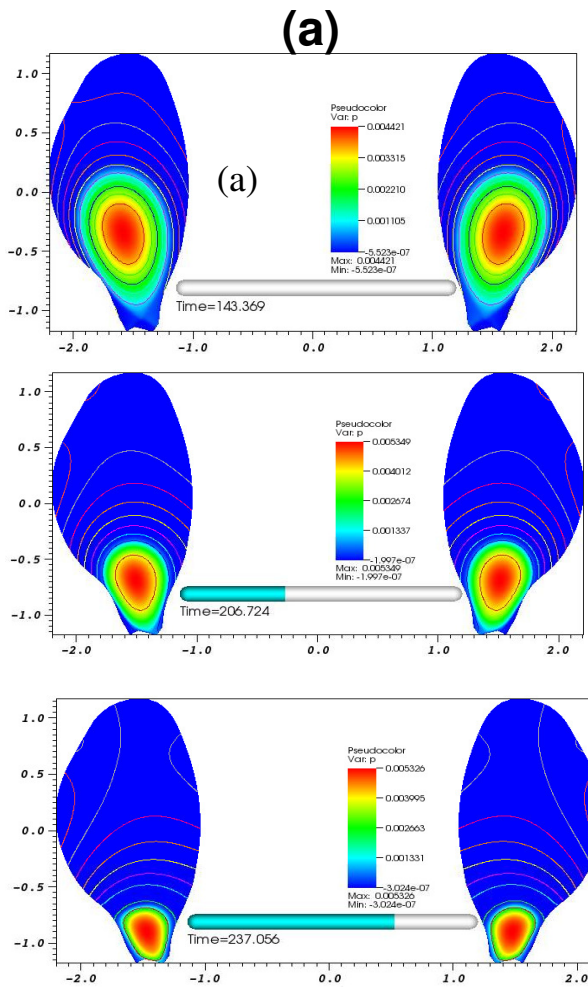 (a)
1.0
0.5
0.0
-0.5
-1.0
(a)
Pseudocolor
Var: p
0.004421
0.003315
0.002210
0.001105
-5.523e-07
Max: 0.004421
Min: -5.523e-07
Time=143.369
-2.0 -1.0 0.0 1.0 2.0
1.0
0.5
0.0
-0.5
-1.0
Pseudocolor
Var: p
0.005349
0.004012
0.002674
0.001337
-1.997e-07
Max: 0.005349
Min: -1.997e-07
Time=206.724
-2.0 -1.0 0.0 1.0 2.0
1.0
0.5
0.0
-0.5
-1.0
Pseudocolor
Var: p
0.005326
0.003995
0.002663
0.001331
-3.024e-07
Max: 0.005326
Min: -3.024e-07
Time=237.056
-2.0 -1.0 0.0 1.0 2.0